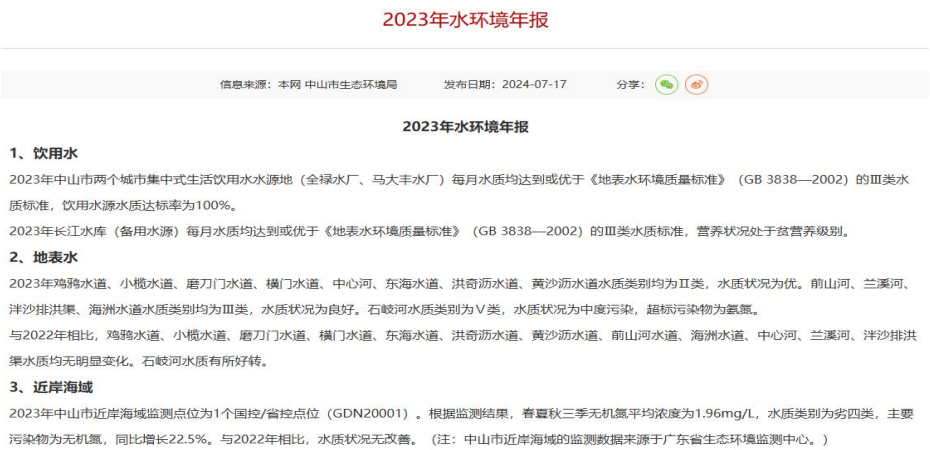 2023年水环境年报
信息来源：本网 中山市生态环境局 发布日期：2024-07-17 分享：
2023年水环境年报
1、饮用水
2023年中山市两个城市集中式生活饮用水水源地（全禄水厂、马大丰水厂）每月水质均达到或优于《地表水环境质量标准》（GB 3838—2002）的Ⅲ类水
质标准，饮用水源水质达标率为100%。
2023年长江水库（备用水源）每月水质均达到或优于《地表水环境质量标准》（GB 3838—2002）的Ⅲ类水质标准，营养状况处于贫营养级别。
2、地表水
2023年鸡鸦水道、小榄水道、磨刀门水道、横门水道、中心河、东海水道、洪奇沥水道、黄沙沥水道水质类别均为Ⅱ类，水质状况为优。前山河、兰溪河、
泮沙排洪渠、海洲水道水质类别均为Ⅲ类，水质状况为良好。石岐河水质类别为Ⅴ类，水质状况为中度污染，超标污染物为氨氮。
与2022年相比，鸡鸦水道、小榄水道、磨刀门水道、横门水道、东海水道、洪奇沥水道、黄沙沥水道、前山河水道、海洲水道、中心河、兰溪河、泮沙排洪
渠水质均无明显变化。石岐河水质有所好转。
3、近岸海域
2023年中山市近岸海域监测点位为1个国控/省控点位（GDN20001）。根据监测结果，春夏秋三季无机氮平均浓度为1.96mg/L，水质类别为劣四类，主要
污染物为无机氮，同比增长22.5%。与2022年相比，水质状况无改善。（注：中山市近岸海域的监测数据来源于广东省生态环境监测中心。）